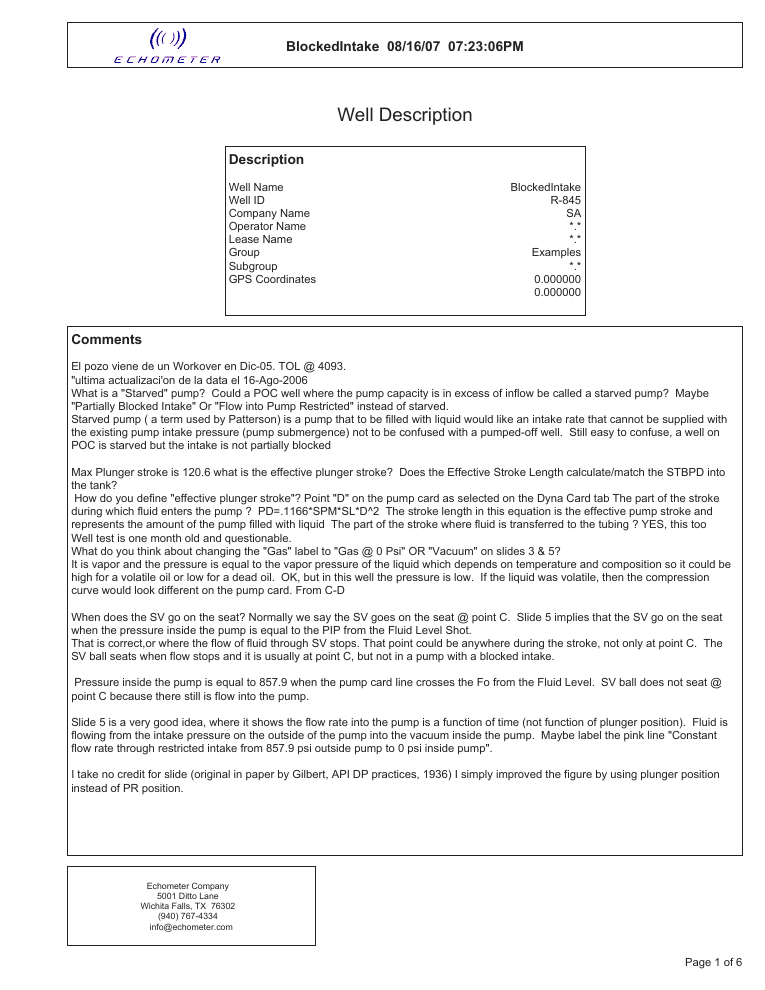 ECHOMETER
BlockedIntake 08/16/07 07:23:06PM
Well Description
Description
Well Name BlockedIntake
Well ID R-845
Company Name SA
Operator Name *.*
Lease Name *.*
Group Examples
Subgroup *.*
GPS Coordinates 0.000000
0.000000
Comments
El pozo viene de un Workover en Dic-05. TOL @ 4093.
"ultima actualizaci'on de la data el 16-Ago-2006
What is a "Starved" pump? Could a POC well where the pump capacity is in excess of inflow be called a starved pump? Maybe
"Partially Blocked Intake" Or "Flow into Pump Restricted" instead of starved.
Starved pump ( a term used by Patterson) is a pump that to be filled with liquid would like an intake rate that cannot be supplied with
the existing pump intake pressure (pump submergence) not to be confused with a pumped-off well. Still easy to confuse, a well on
POC is starved but the intake is not partially blocked
Max Plunger stroke is 120.6 what is the effective plunger stroke? Does the Effective Stroke Length calculate/match the STBPD into
the tank?
How do you define "effective plunger stroke"? Point "D" on the pump card as selected on the Dyna Card tab The part of the stroke
during which fluid enters the pump ? PD=.1166*SPM*SL*D^2 The stroke length in this equation is the effective pump stroke and
represents the amount of the pump filled with liquid The part of the stroke where fluid is transferred to the tubing ? YES, this too
Well test is one month old and questionable.
What do you think about changing the "Gas" label to "Gas @ 0 Psi" OR "Vacuum" on slides 3 & 5?
It is vapor and the pressure is equal to the vapor pressure of the liquid which depends on temperature and composition so it could be
high for a volatile oil or low for a dead oil. OK, but in this well the pressure is low. If the liquid was volatile, then the compression
curve would look different on the pump card. From C-D
When does the SV go on the seat? Normally we say the SV goes on the seat @ point C. Slide 5 implies that the SV go on the seat
when the pressure inside the pump is equal to the PIP from the Fluid Level Shot.
That is correct,or where the flow of fluid through SV stops. That point could be anywhere during the stroke, not only at point C. The
SV ball seats when flow stops and it is usually at point C, but not in a pump with a blocked intake.
Pressure inside the pump is equal to 857.9 when the pump card line crosses the Fo from the Fluid Level. SV ball does not seat @
point C because there still is flow into the pump.
Slide 5 is a very good idea, where it shows the flow rate into the pump is a function of time (not function of plunger position). Fluid is
flowing from the intake pressure on the outside of the pump into the vacuum inside the pump. Maybe label the pink line "Constant
flow rate through restricted intake from 857.9 psi outside pump to 0 psi inside pump".
I take no credit for slide (original in paper by Gilbert, API DP practices, 1936) I simply improved the figure by using plunger position
instead of PR position.
Echometer Company
5001 Ditto Lane
Wichita Falls, TX 76302
(940) 767-4334
info@echometer.com
Page 1 of 6